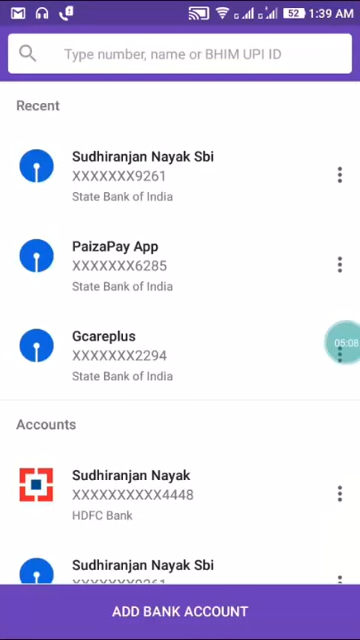 52 1:39 AM
Type number, name or BHIM UPI ID
Recent
Sudhiranjan Nayak Sbi
XXXXXXX9261
State Bank of India
PaizaPay App
XXXXXXX6285
State Bank of India
Gcareplus
XXXXXXX2294
State Bank of India
05:08
Accounts
Sudhiranjan Nayak
XXXXXXXXXX4448
HDFC Bank
Sudhiranjan Nayak Sbi
XXXXXXX9261
ADD BANK ACCOUNT